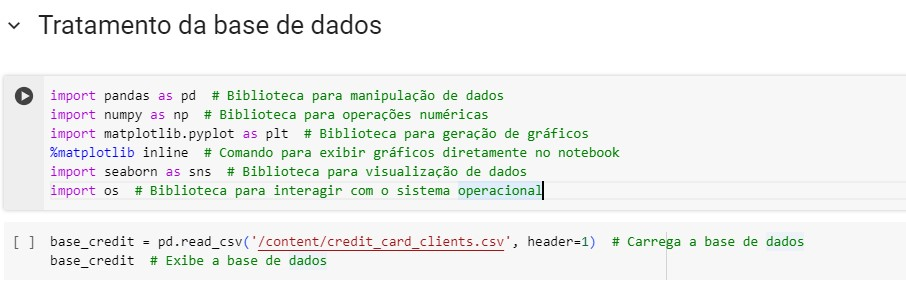 Tratamento da base de dados
import pandas as pd  # Biblioteca para manipulação de dados
import numpy as np  # Biblioteca para operações numéricas
import matplotlib.pyplot as plt  # Biblioteca para geração de gráficos
%matplotlib inline  # Comando para exibir gráficos diretamente no notebook
import seaborn as sns  # Biblioteca para visualização de dados
import os  # Biblioteca para interagir com o sistema operacional
[ ] base_credit = pd.read_csv('/content/credit_card_clients.csv', header=1)  # Carrega a base de dados
base_credit  # Exibe a base de dados